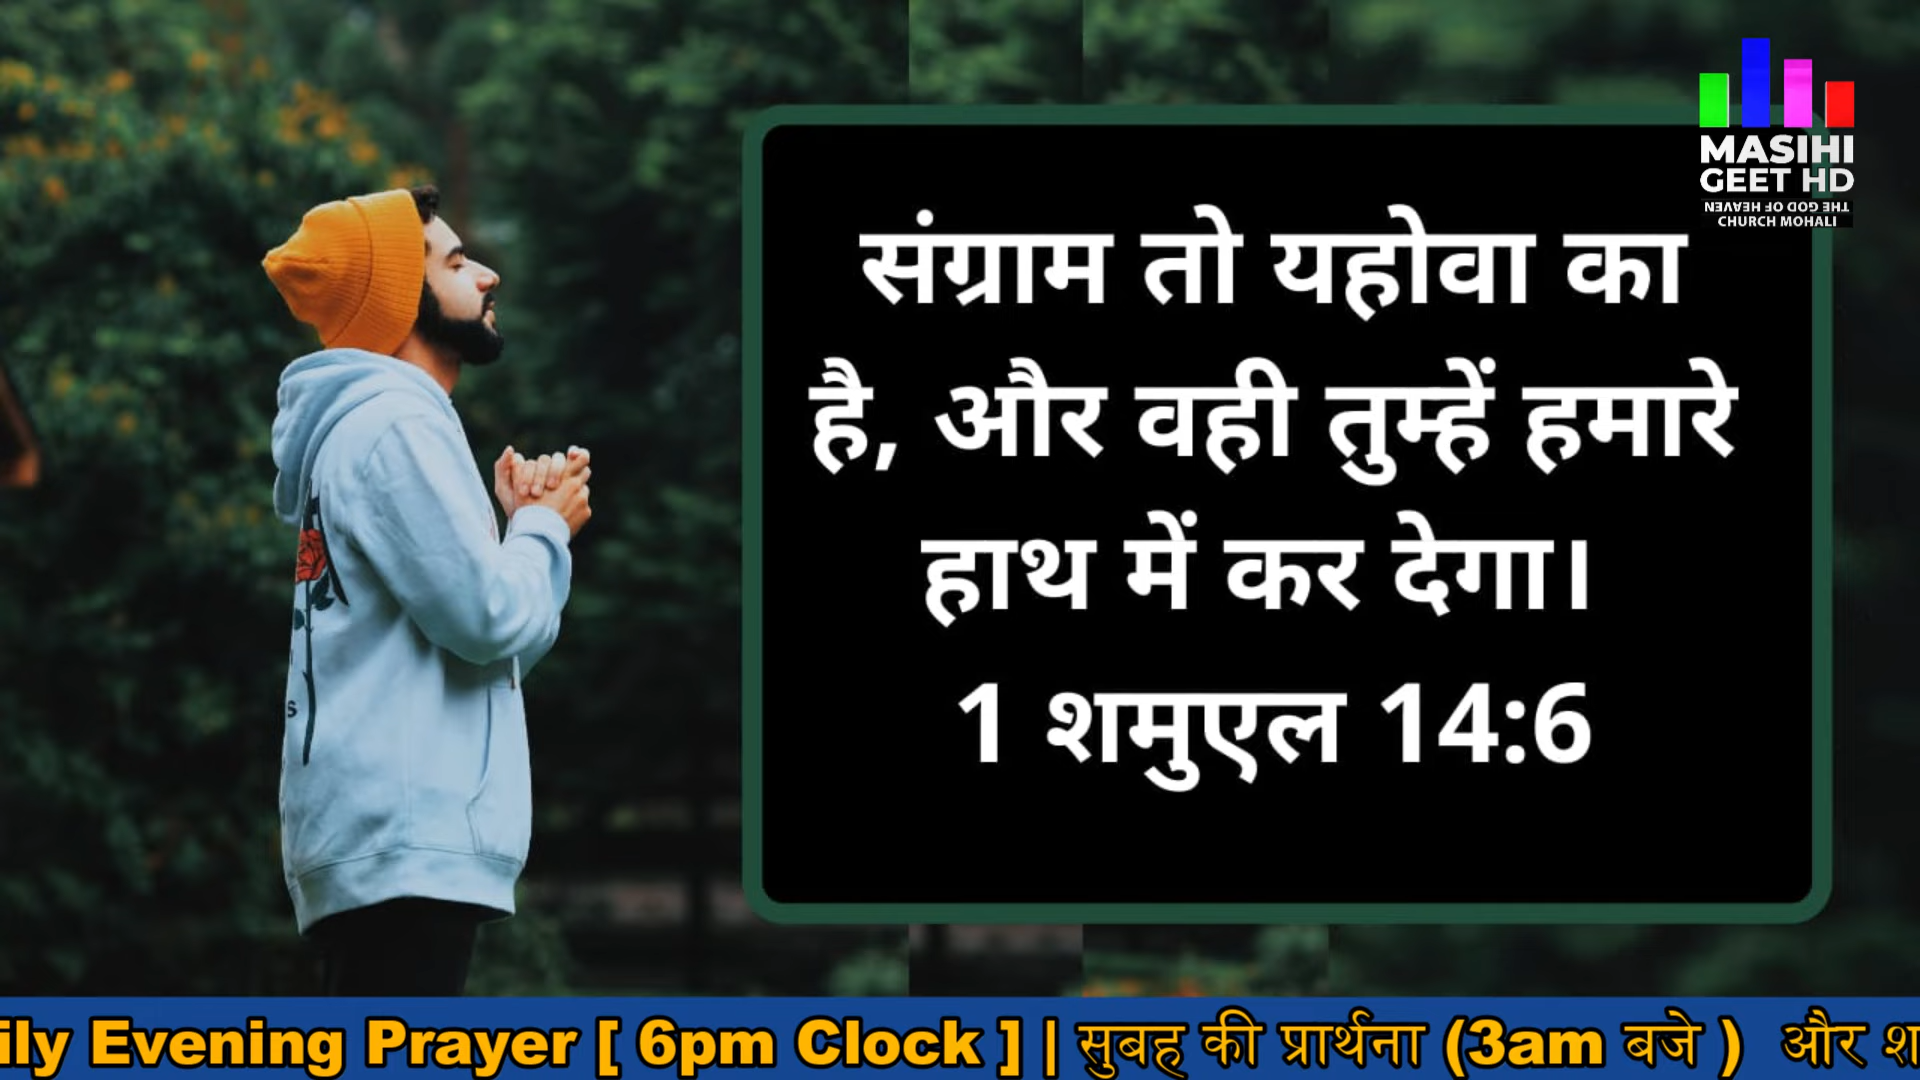 MASIHI
GEET HD
THE GOD OF HEAVEN
CHURCH MOHALI
संग्राम तो यहोवा का
है, और वही तुम्हें हमारे
हाथ में कर देगा।
1 शमुएल 14:6
s
ily Evening Prayer [ 6pm Clock ] | सुबह की प्रार्थना (3am बजे ) और श